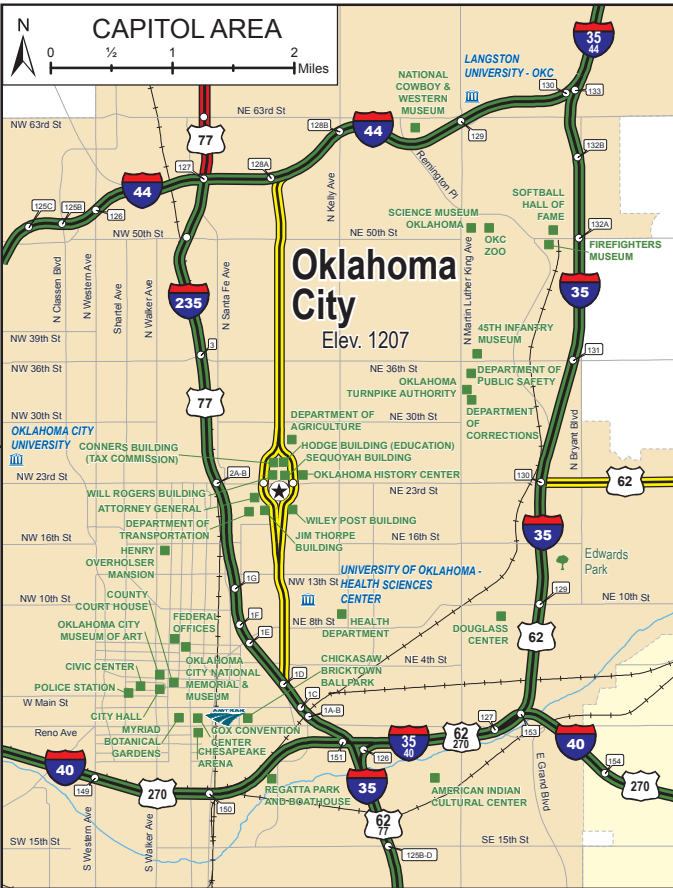 N
CAPITOL AREA
0 ½ 1 2
Miles
35
44
LANGSTON
UNIVERSITY - OKC
NATIONAL
COWBOY &
WESTERN
MUSEUM
130
133
NE 63rd St
NW 63rd St
77
128B
44
129
132B
Remington Pl
127
128A
44
N Kelly Ave
125C
125B
126
SOFTBALL
HALL OF
FAME
SCIENCE MUSEUM
OKLAHOMA
132A
NW 50th St
NE 50th St
OKC
ZOO
FIREFIGHTERS
MUSEUM
Oklahoma
City
Elev. 1207
N Classen Blvd
N Western Ave
Shartel Ave
N Walker Ave
N Santa Fe Ave
N Martin Luther King Ave
235
35
45TH INFANTRY
MUSEUM
NW 39th St
3
131
NW 36th St
NE 36th St
DEPARTMENT OF
PUBLIC SAFETY
OKLAHOMA
TURNPIKE AUTHORITY
77
NW 30th St
NE 30th St
DEPARTMENT
OF
CORRECTIONS
N Bryant Blvd
DEPARTMENT OF
AGRICULTURE
OKLAHOMA CITY
UNIVERSITY
CONNERS BUILDING
(TAX COMMISSION)
HODGE BUILDING (EDUCATION)
SEQUOYAH BUILDING
OKLAHOMA HISTORY CENTER
NW 23rd St
2A-B
130
62
WILL ROGERS BUILDING
NE 23rd St
ATTORNEY GENERAL
DEPARTMENT OF
TRANSPORTATION
WILEY POST BUILDING
JIM THORPE
BUILDING
NW 16th St
NE 16th St
35
HENRY
OVERHOLSER
MANSION
Edwards
Park
UNIVERSITY OF OKLAHOMA -
HEALTH SCIENCES
CENTER
1G
NW 13th St
129
NW 10th St
NE 10th St
COUNTY
COURT HOUSE
FEDERAL
OFFICES
1F
NE 8th St
HEALTH
DEPARTMENT
DOUGLASS
CENTER
OKLAHOMA CITY
MUSEUM OF ART
1E
62
CIVIC CENTER
OKLAHOMA
CITY NATIONAL
MEMORIAL &
MUSEUM
CHICKASAW
BRICKTOWN
BALLPARK
NE 4th St
POLICE STATION
1D
W Main St
1C
CITY HALL
AMTRAK
1A-B
Reno Ave
MYRIAD
BOTANICAL
GARDENS
COX CONVENTION
CENTER
CHESAPEAKE
ARENA
35
40
62
270
127
153
40
151
126
40
154
149
270
150
35
270
REGATTA PARK
AND BOATHOUSE
AMERICAN INDIAN
CULTURAL CENTER
E Grand Blvd
S Western Ave
S Walker Ave
62
77
SW 15th St
SE 15th St
125B-D